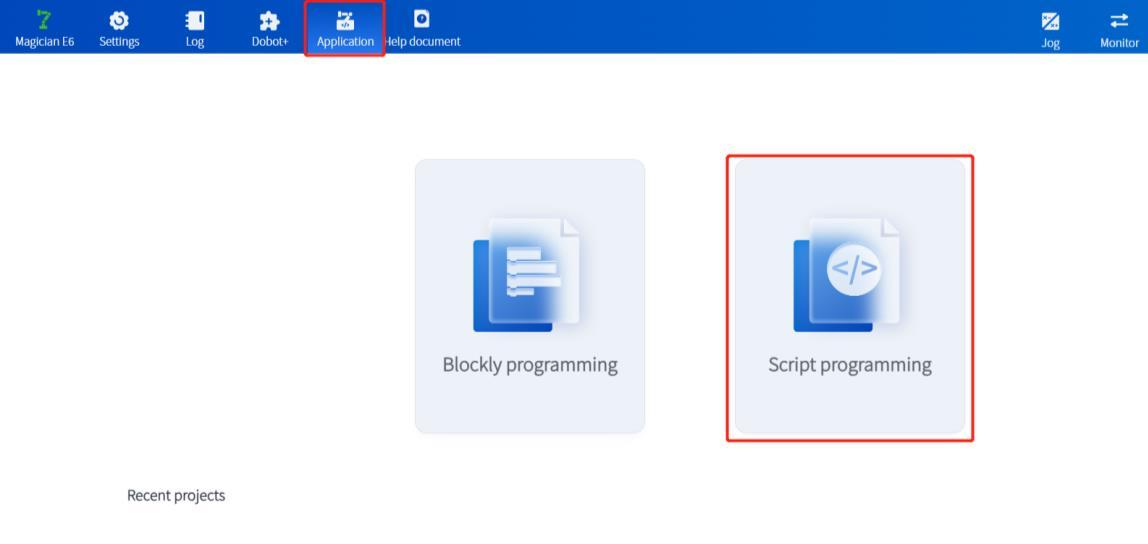 Magician E6 Settings Log Dobot+ Application Help document Jog Monitor
</>
Blockly programming Script programming
Recent projects